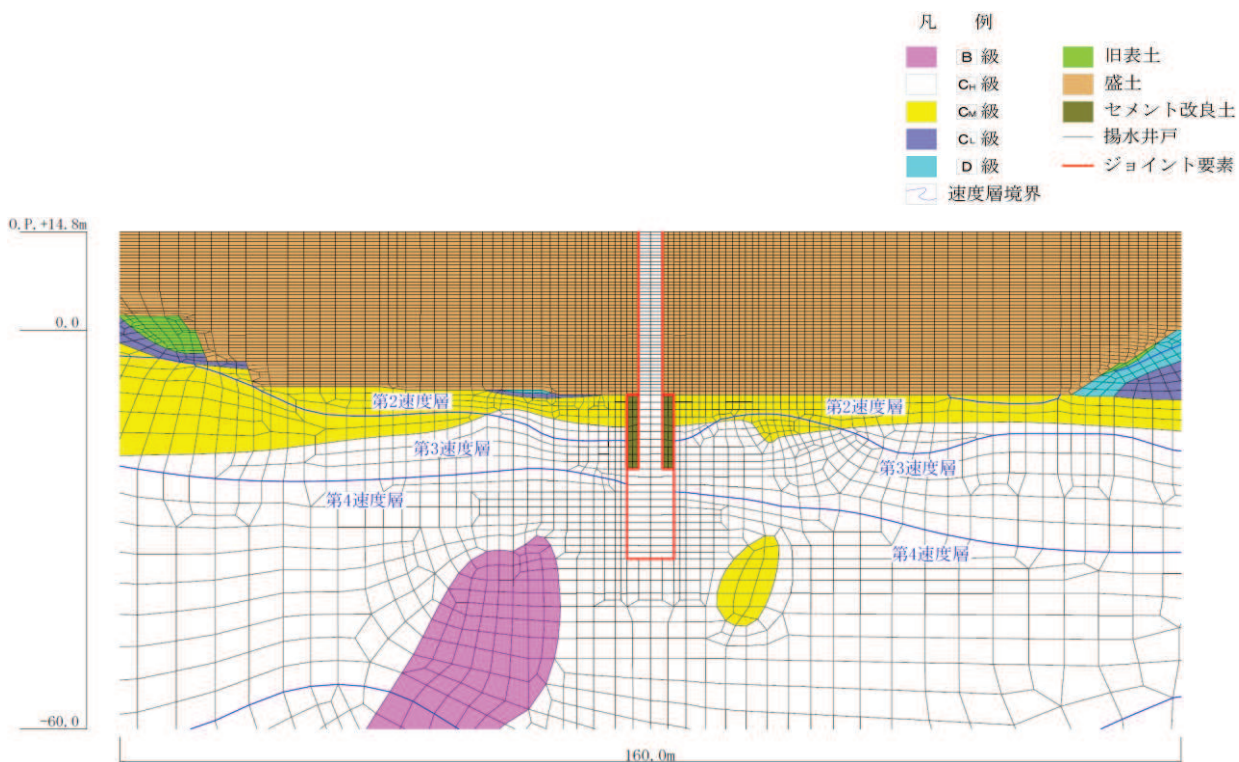 凡 例
B 級
CH 級
CM 級
CL 級
D 級
速度層境界
旧表土
盛土
セメント改良土
揚水井戸
ジョイント要素
O.P.+14.8m
0.0
-60.0
第2速度層
第2速度層
第3速度層
第3速度層
第4速度層
第4速度層
160.0m